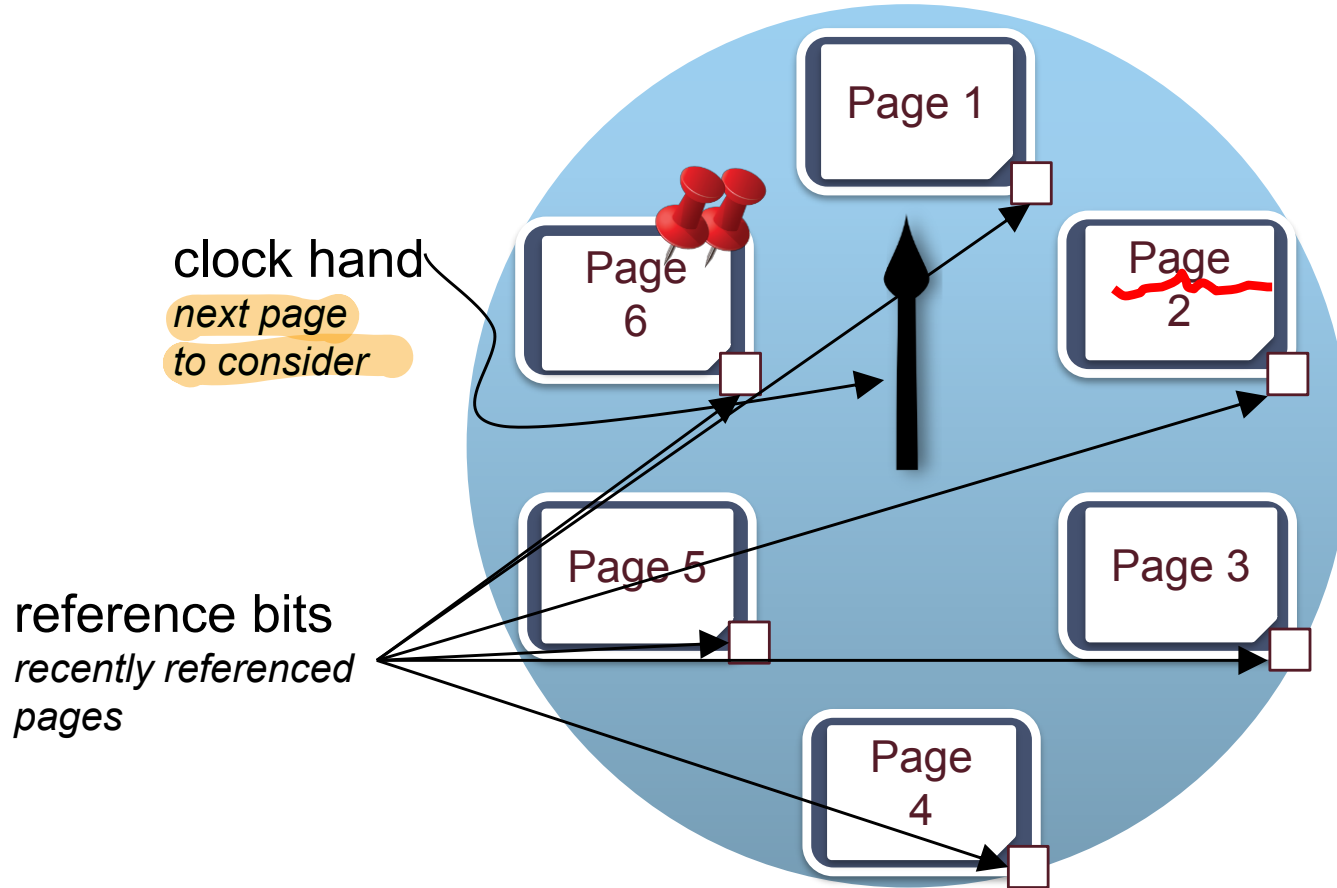 Page 1
clock hand
next page
to consider
Page
6
Page
2
Page 5
Page 3
reference bits
recently referenced
pages
Page
4